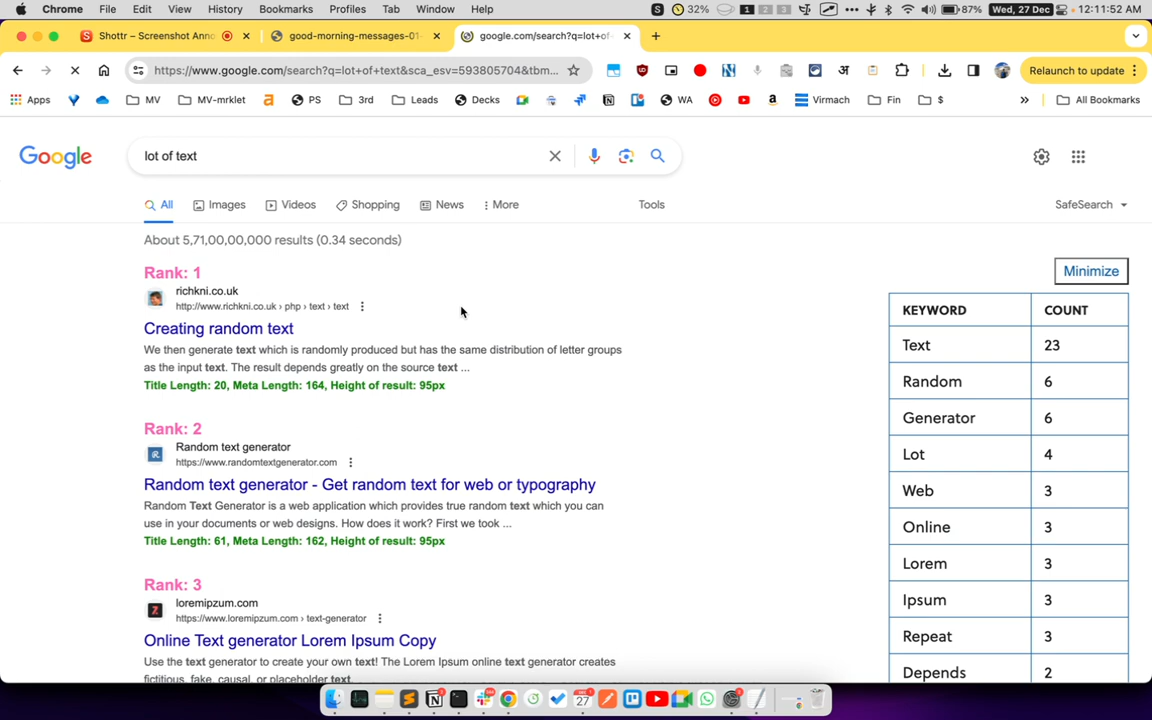 Chrome File Edit View History Bookmarks Profiles Tab Window Help S 32% 1 2 3 87% Wed, 27 Dec 12:11:52 AM
Shottr – Screenshot Anno good-morning-messages-01- google.com/search?q=lot+of+
https://www.google.com/search?q=lot+of+text&sca_esv=593805704&tbm... अ Relaunch to update
Apps MV MV-mrklet PS 3rd Leads Decks WA Virmach Fin $ All Bookmarks
Google lot of text
All Images Videos Shopping News More Tools SafeSearch
About 5,71,00,00,000 results (0.34 seconds)
Rank: 1
richkni.co.uk
http://www.richkni.co.uk › php › text › text
Creating random text
We then generate text which is randomly produced but has the same distribution of letter groups
as the input text. The result depends greatly on the source text ...
Title Length: 20, Meta Length: 164, Height of result: 95px
Rank: 2
Random text generator
https://www.randomtextgenerator.com
Random text generator - Get random text for web or typography
Random Text Generator is a web application which provides true random text which you can
use in your documents or web designs. How does it work? First we took ...
Title Length: 61, Meta Length: 162, Height of result: 95px
Rank: 3
loremipzum.com
https://www.loremipzum.com › text-generator
Online Text generator Lorem Ipsum Copy
Use the text generator to create your own text! The Lorem Ipsum online text generator creates
fictitious, fake, causal, or placeholder text.
Minimize
KEYWORD COUNT
Text 23
Random 6
Generator 6
Lot 4
Web 3
Online 3
Lorem 3
Ipsum 3
Repeat 3
Depends 2